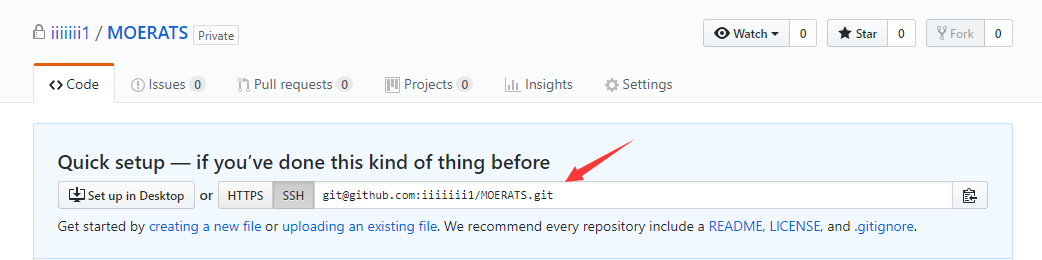 iiiiiii1 / MOERATS Private Watch 0 Star 0 Fork 0
Code Issues 0 Pull requests 0 Projects 0 Insights Settings
Quick setup — if you've done this kind of thing before
Set up in Desktop or HTTPS SSH git@github.com:iiiiiii1/MOERATS.git
Get started by creating a new file or uploading an existing file. We recommend every repository include a README, LICENSE, and .gitignore.